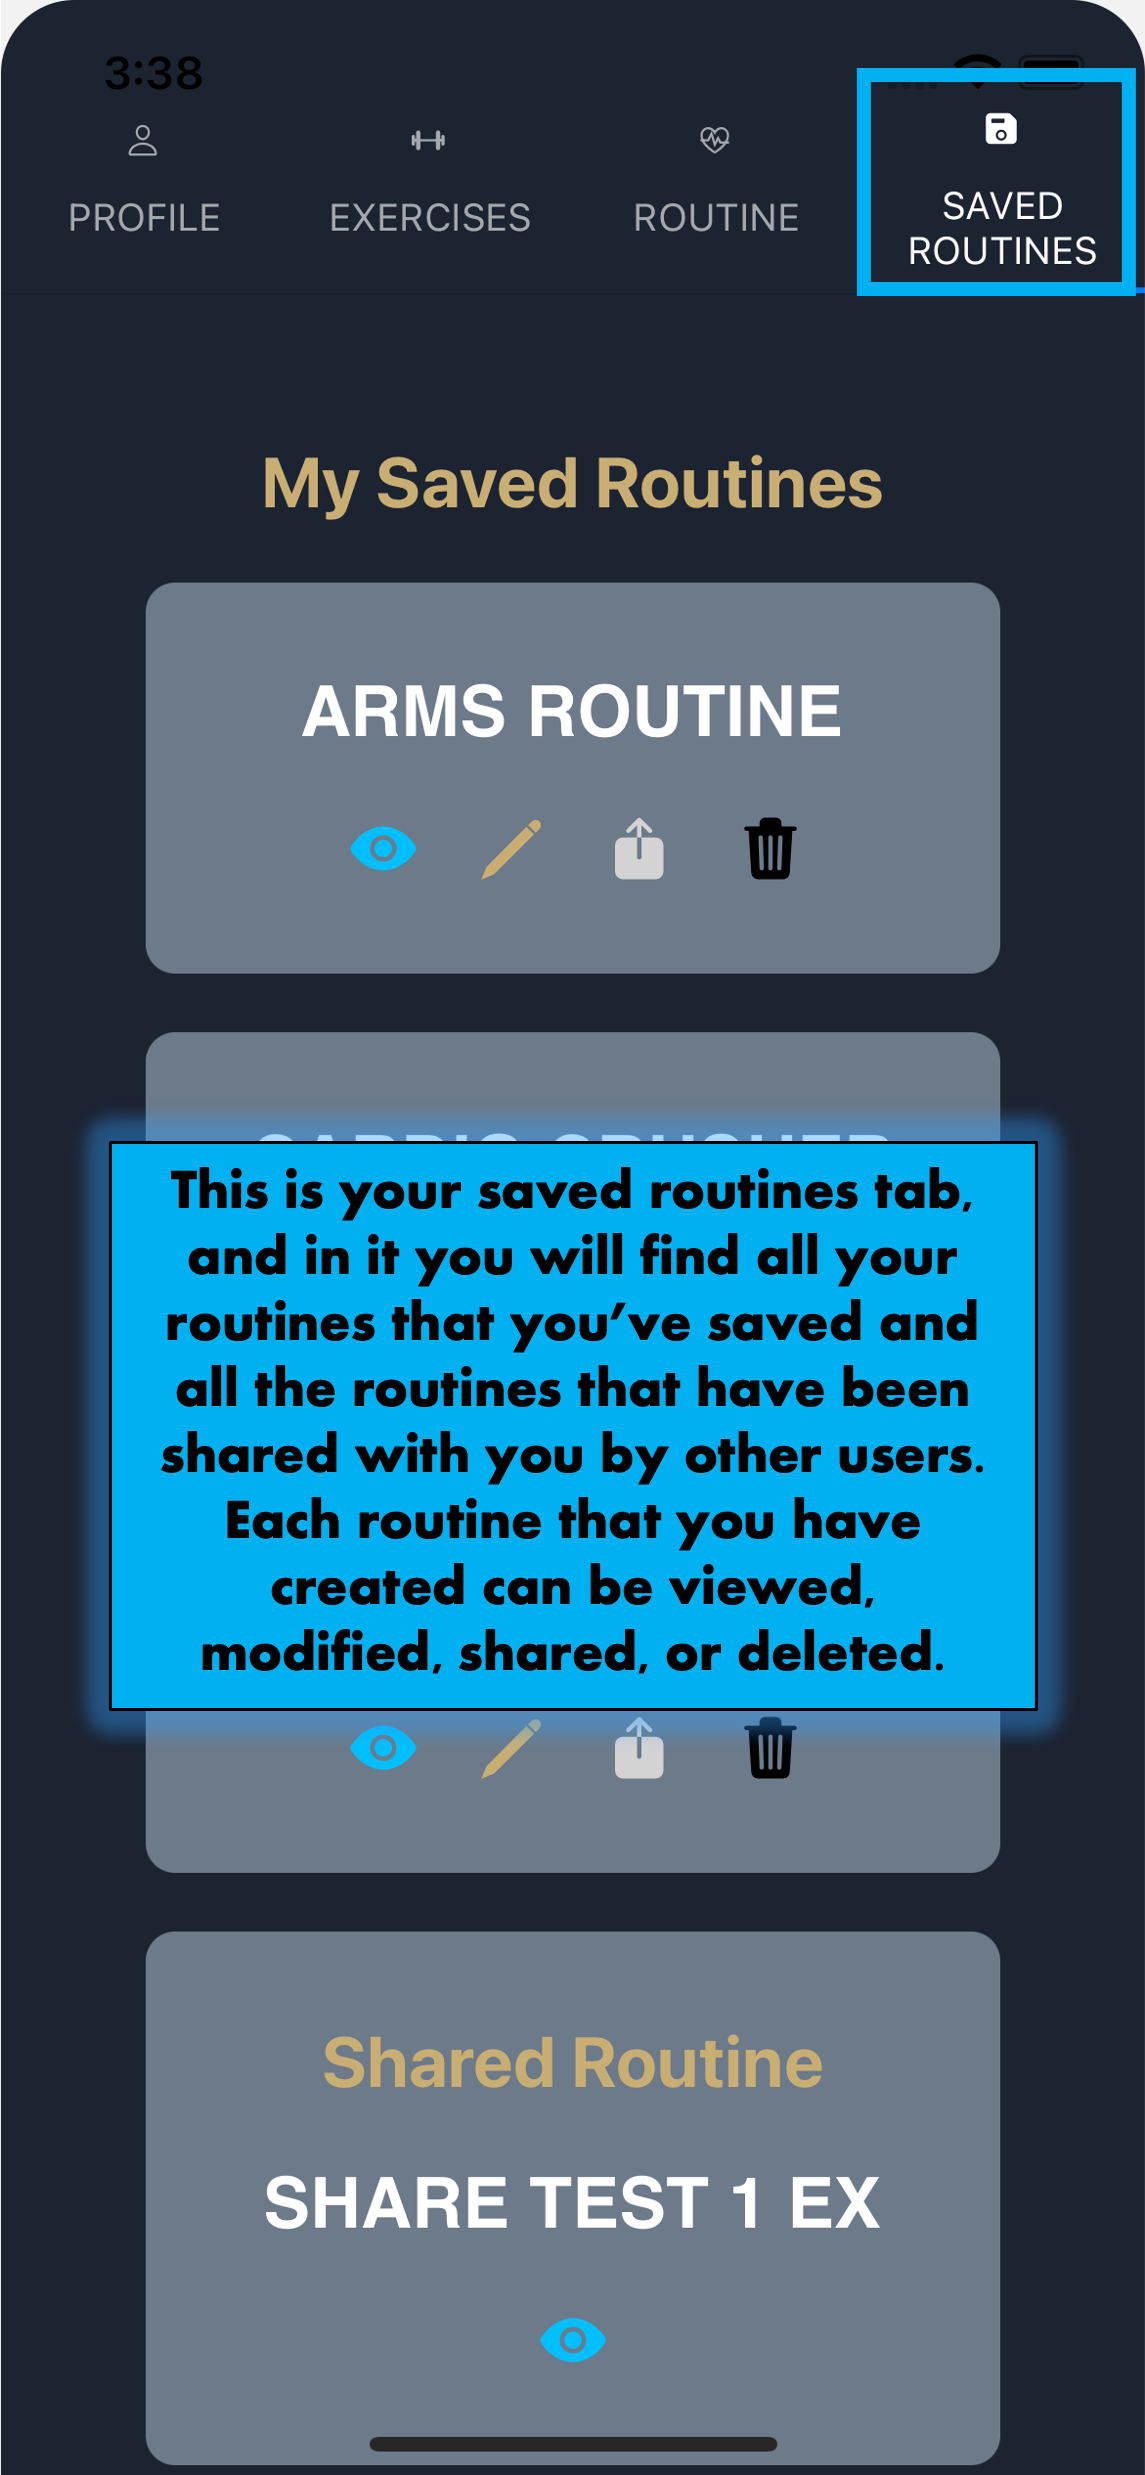 3:38
PROFILE
EXERCISES
ROUTINE
SAVED
ROUTINES
My Saved Routines
ARMS ROUTINE
CARDIO CRUSHER
This is your saved routines tab,
and in it you will find all your
routines that you’ve saved and
all the routines that have been
shared with you by other users.
Each routine that you have
created can be viewed,
modified, shared, or deleted.
Shared Routine
SHARE TEST 1 EX